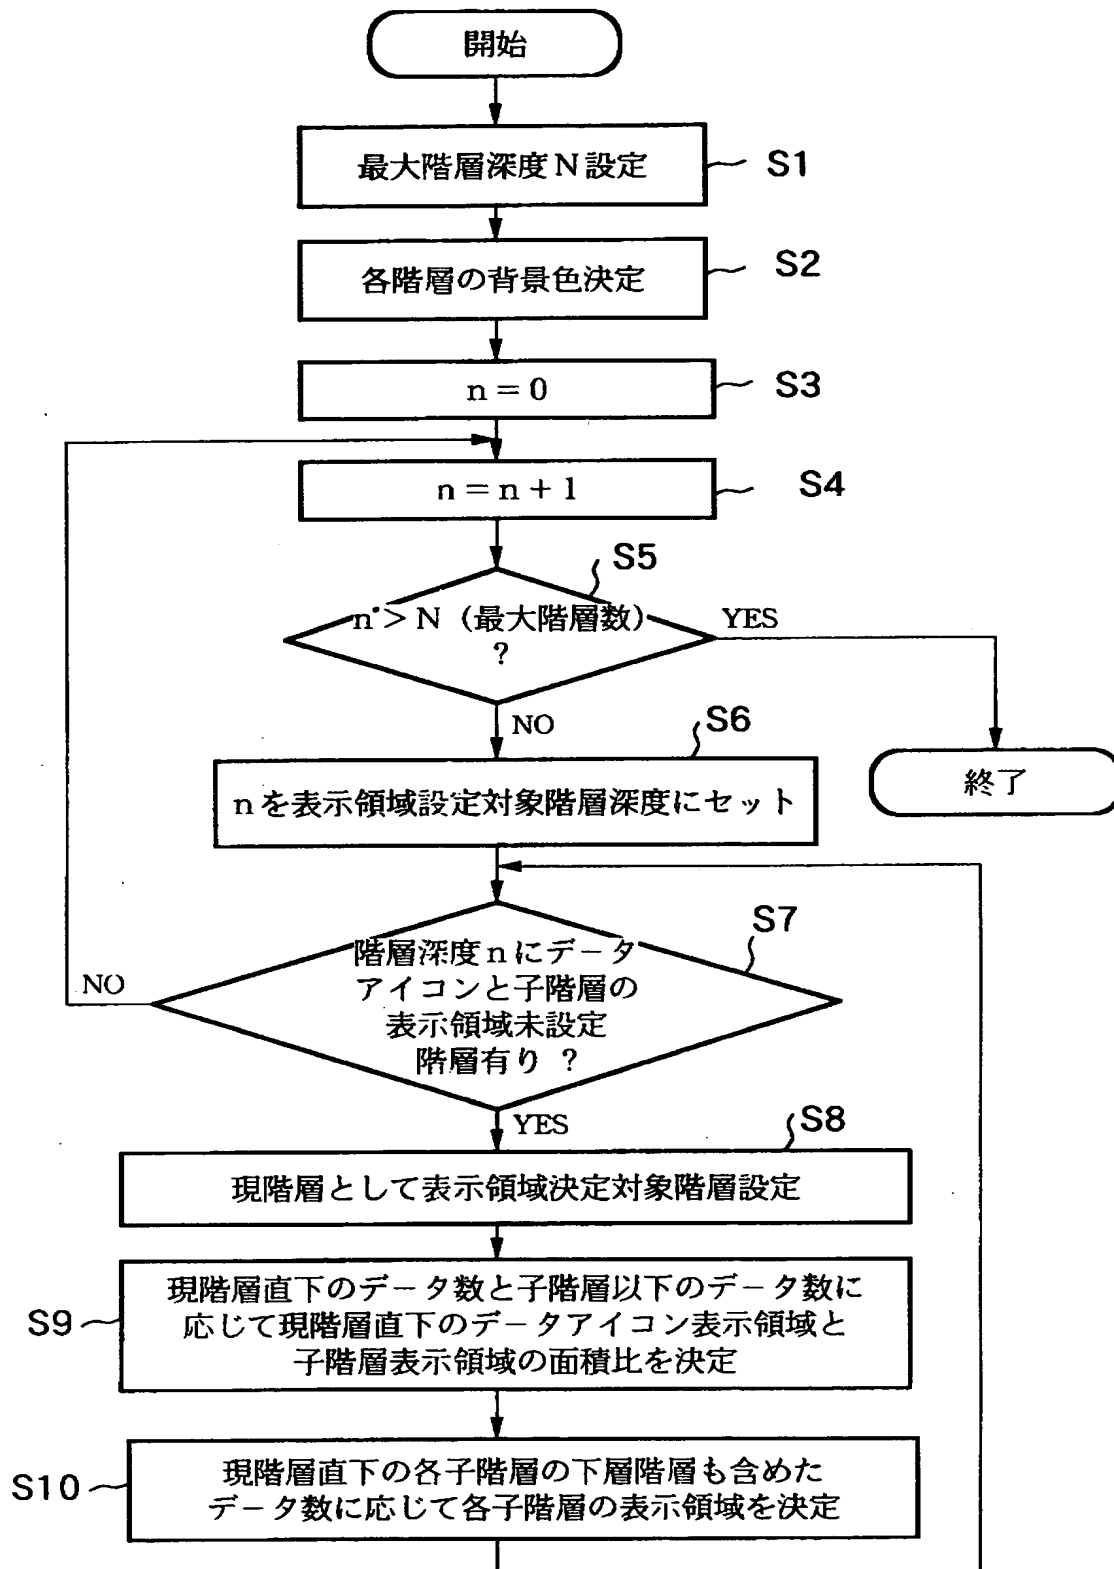 開始
最大階層深度N設定
S1
各階層の背景色決定
S2
n = 0
S3
n = n + 1
S4
S5
n > N (最大階層数)
?
YES
NO
S6
終了
nを表示領域設定対象階層深度にセット
S7
階層深度nにデータ
アイコンと子階層の
表示領域未設定
階層有り ?
NO
YES
S8
現階層として表示領域決定対象階層設定
S9
現階層直下のデータ数と子階層以下のデータ数に
応じて現階層直下のデータアイコン表示領域と
子階層表示領域の面積比を決定
S10
現階層直下の各子階層の下層階層も含めた
データ数に応じて各子階層の表示領域を決定